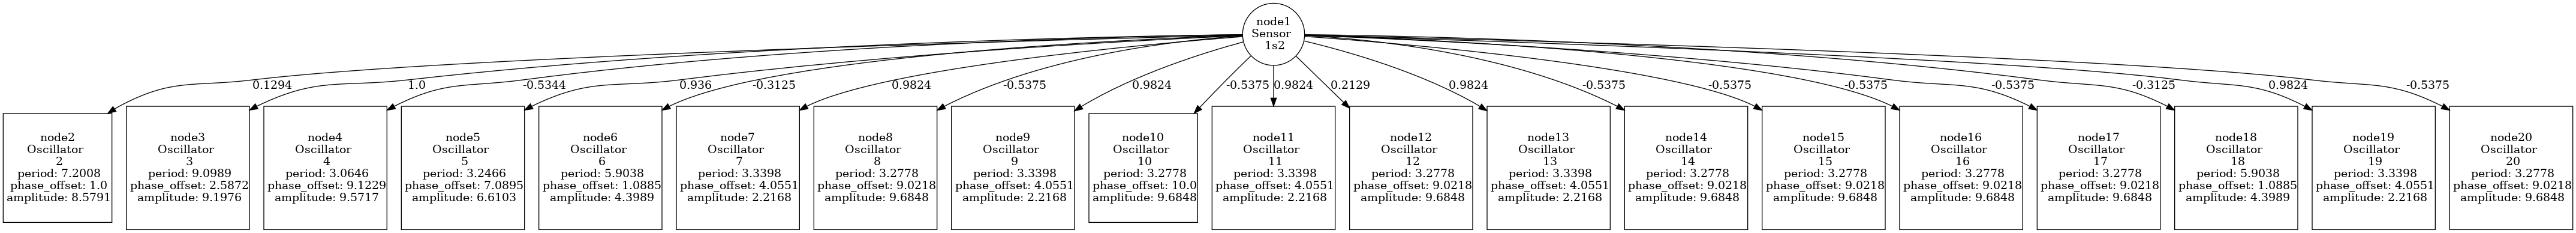 node1
Sensor
1s2
0.1294
1.0
-0.5344
0.936
-0.3125
0.9824
-0.5375
0.9824
-0.5375
0.9824
0.2129
0.9824
-0.5375
-0.5375
-0.5375
-0.5375
-0.3125
0.9824
-0.5375
node2
Oscillator
2
period: 7.2008
phase_offset: 1.0
amplitude: 8.5791
node3
Oscillator
3
period: 9.0989
phase_offset: 2.5872
amplitude: 9.1976
node4
Oscillator
4
period: 3.0646
phase_offset: 9.1229
amplitude: 9.5717
node5
Oscillator
5
period: 3.2466
phase_offset: 7.0895
amplitude: 6.6103
node6
Oscillator
6
period: 5.9038
phase_offset: 1.0885
amplitude: 4.3989
node7
Oscillator
7
period: 3.3398
phase_offset: 4.0551
amplitude: 2.2168
node8
Oscillator
8
period: 3.2778
phase_offset: 9.0218
amplitude: 9.6848
node9
Oscillator
9
period: 3.3398
phase_offset: 4.0551
amplitude: 2.2168
node10
Oscillator
10
period: 3.2778
phase_offset: 10.0
amplitude: 9.6848
node11
Oscillator
11
period: 3.3398
phase_offset: 4.0551
amplitude: 2.2168
node12
Oscillator
12
period: 3.2778
phase_offset: 9.0218
amplitude: 9.6848
node13
Oscillator
13
period: 3.3398
phase_offset: 4.0551
amplitude: 2.2168
node14
Oscillator
14
period: 3.2778
phase_offset: 9.0218
amplitude: 9.6848
node15
Oscillator
15
period: 3.2778
phase_offset: 9.0218
amplitude: 9.6848
node16
Oscillator
16
period: 3.2778
phase_offset: 9.0218
amplitude: 9.6848
node17
Oscillator
17
period: 3.2778
phase_offset: 9.0218
amplitude: 9.6848
node18
Oscillator
18
period: 5.9038
phase_offset: 1.0885
amplitude: 4.3989
node19
Oscillator
19
period: 3.3398
phase_offset: 4.0551
amplitude: 2.2168
node20
Oscillator
20
period: 3.2778
phase_offset: 9.0218
amplitude: 9.6848